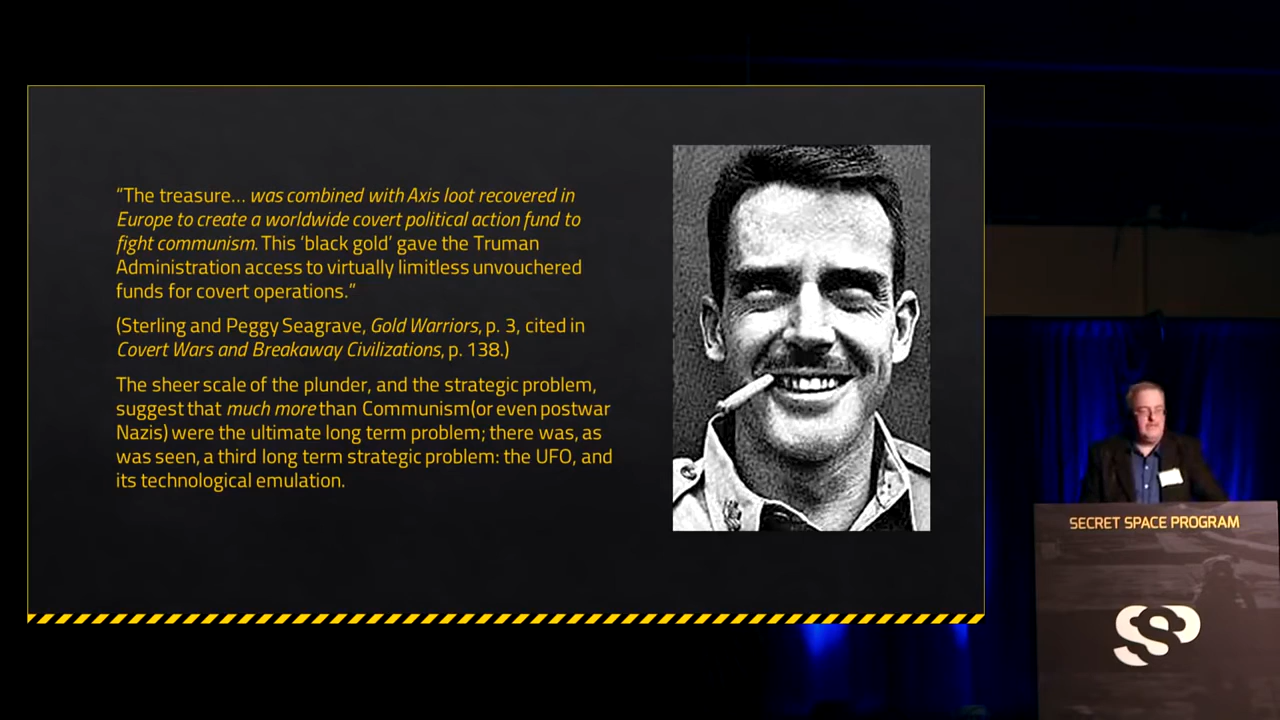 “The treasure… was combined with Axis loot recovered in
Europe to create a worldwide covert political action fund to
fight communism. This ‘black gold’ gave the Truman
Administration access to virtually limitless unvouchered
funds for covert operations.”
(Sterling and Peggy Seagrave, Gold Warriors, p. 3, cited in
Covert Wars and Breakaway Civilizations, p. 138.)
The sheer scale of the plunder, and the strategic problem,
suggest that much more than Communism(or even postwar
Nazis) were the ultimate long term problem; there was, as
was seen, a third long term strategic problem: the UFO, and
its technological emulation.
SECRET SPACE PROGRAM
SSP